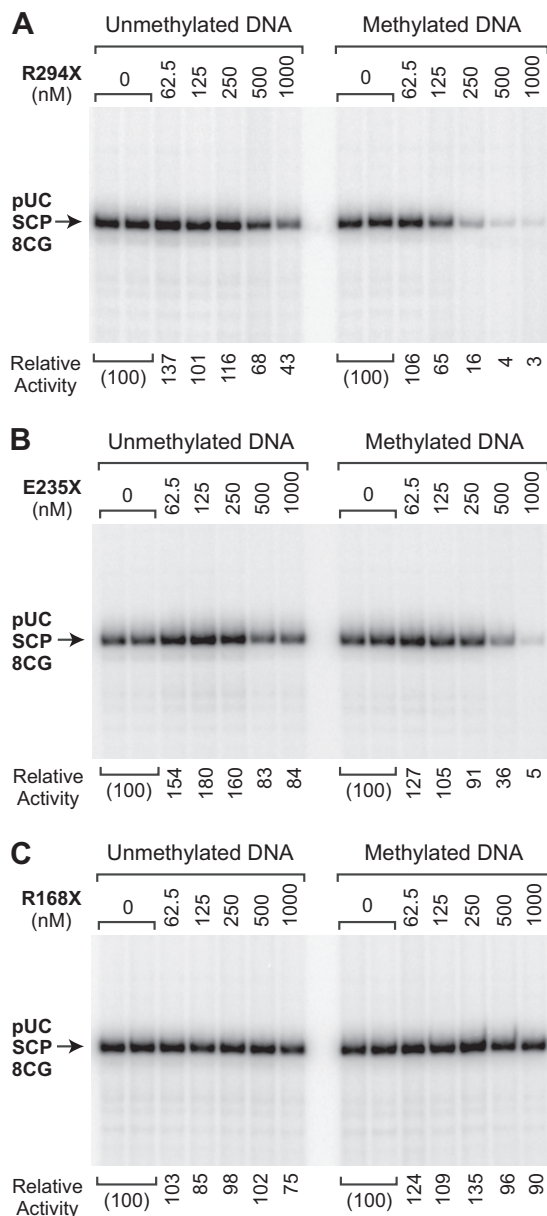 A
Unmethylated DNA Methylated DNA
R294X
(nM)
0 62.5 125 250 500 1000 0 62.5 125 250 500 1000
pUC
SCP
8CG
Relative
Activity
(100) 137 101 116 68 43 (100) 106 65 16 4 3
B
Unmethylated DNA Methylated DNA
E235X
(nM)
0 62.5 125 250 500 1000 0 62.5 125 250 500 1000
pUC
SCP
8CG
Relative
Activity
(100) 154 180 160 83 84 (100) 127 105 91 36 5
C
Unmethylated DNA Methylated DNA
R168X
(nM)
0 62.5 125 250 500 1000 0 62.5 125 250 500 1000
pUC
SCP
8CG
Relative
Activity
(100) 103 85 98 102 75 (100) 124 109 135 96 90